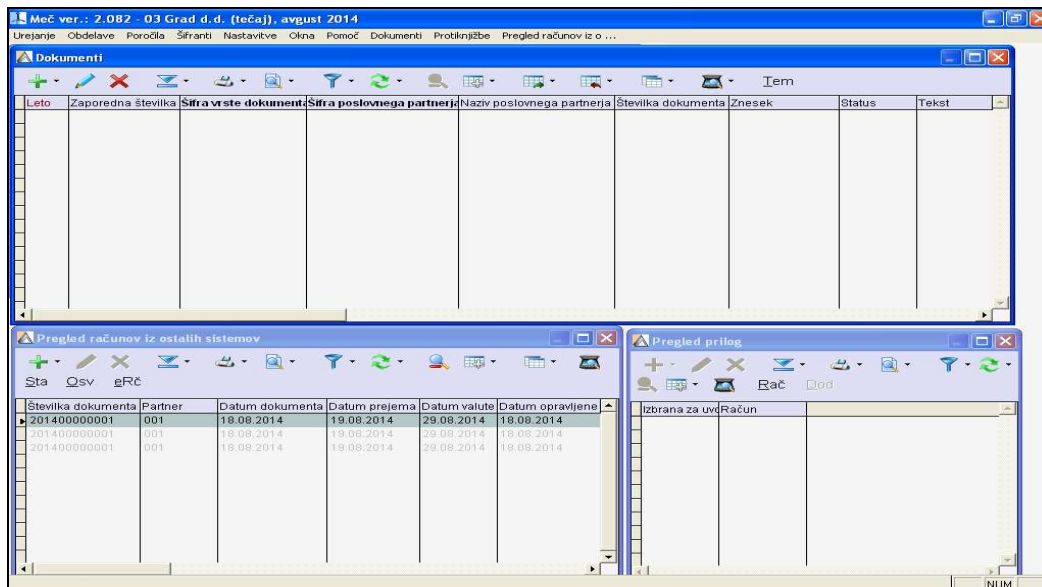 Meč ver.: 2.082 - 03 Grad d.d. (tečaj), avgust 2014
Urejanje Obdelave Poročila Šifranti Nastavitve Okna Pomoč Dokumenti Protiknjižbe Pregled računov iz o ...
Dokumenti
Tem
Leto Zaporedna številka Šifra vrste dokumenta Šifra poslovnega partnerja Naziv poslovnega partnerja Številka dokumenta Znesek Status Tekst
Pregled računov iz ostalih sistemov
Sta Osv eRč
Številka dokumenta Partner Datum dokumenta Datum prejema Datum valute Datum opravljene
201400000001 001 18.08.2014 19.08.2014 29.08.2014 18.08.2014
201400000001 001 18.08.2014 19.08.2014 29.08.2014 18.08.2014
201400000001 001 18.08.2014 19.08.2014 29.08.2014 18.08.2014
Pregled prilog
Rač Dod
Izbrana za uvo Račun
NUM